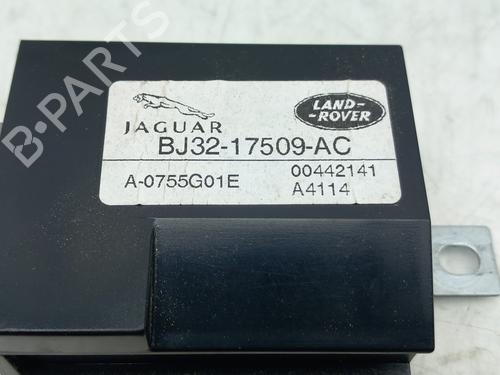 B-PARTS
JAGUAR
LAND-
-ROVER
BJ32-17509-AC
A-0755G01E
00442141
A4114